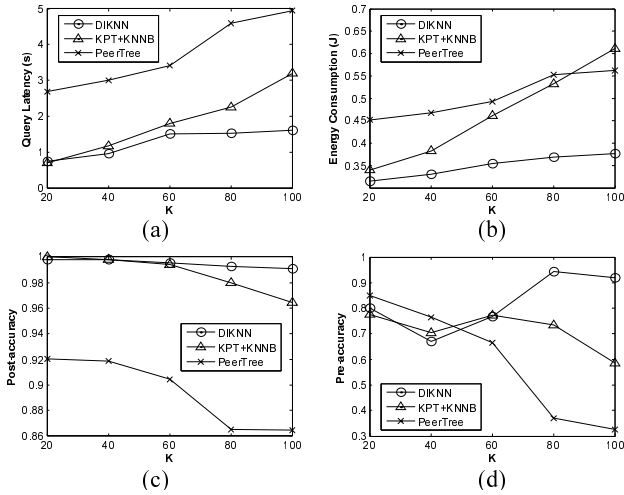 5
4
3
2
1
0
Query Latency (s)
DIKNN
KPT+KNNB
PeerTree
20 40 60 80 100
K
(a)
0.7
0.65
0.6
0.55
0.5
0.45
0.4
0.35
Energy Consumption (J)
DIKNN
KPT+KNNB
PeerTree
20 40 60 80 100
K
(b)
1
0.98
0.96
0.94
0.92
0.9
0.88
0.86
Post-accuracy
DIKNN
KPT+KNNB
PeerTree
20 40 60 80 100
K
(c)
1
0.9
0.8
0.7
0.6
0.5
0.4
0.3
Pre-accuracy
DIKNN
KPT+KNNB
PeerTree
20 40 60 80 100
K
(d)